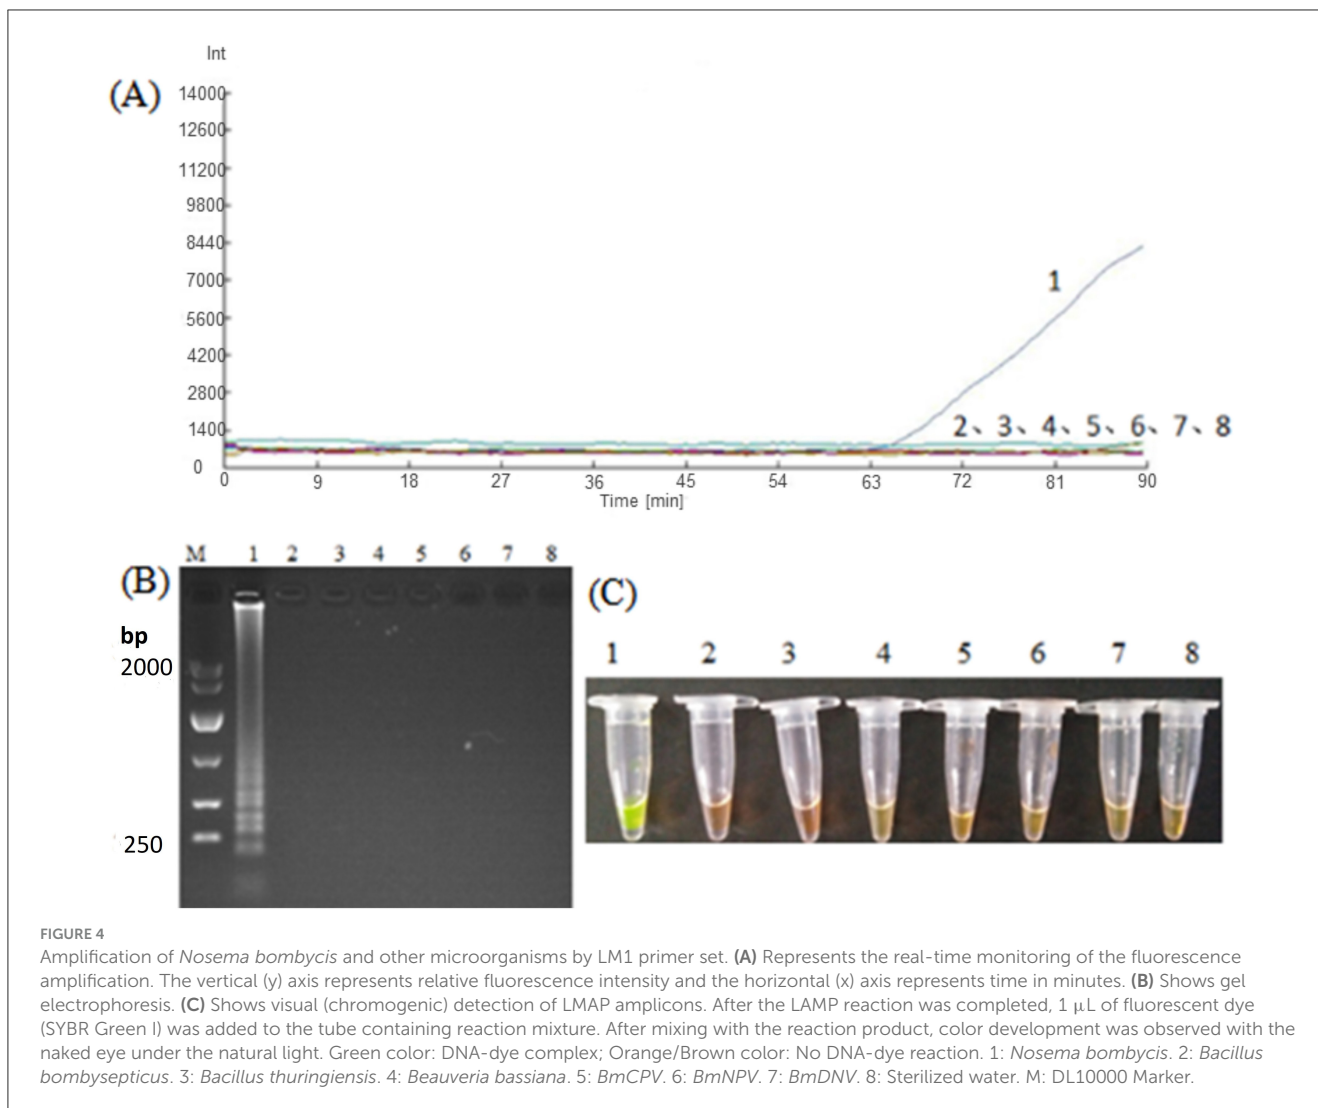 Int
(A)
14000
12600
11200
9800
8440
7000
5600
4200
2800
1400
0
1
2、3、4、5、6、7、8
0 9 18 27 36 45 54 63 72 81 90
Time [min]
(B)
M 1 2 3 4 5 6 7 8
bp
2000
250
(C)
1 2 3 4 5 6 7 8
FIGURE 4
Amplification of Nosema bombycis and other microorganisms by LM1 primer set. (A) Represents the real-time monitoring of the fluorescence
amplification. The vertical (y) axis represents relative fluorescence intensity and the horizontal (x) axis represents time in minutes. (B) Shows gel
electrophoresis. (C) Shows visual (chromogenic) detection of LMAP amplicons. After the LAMP reaction was completed, 1 μL of fluorescent dye
(SYBR Green I) was added to the tube containing reaction mixture. After mixing with the reaction product, color development was observed with the
naked eye under the natural light. Green color: DNA-dye complex; Orange/Brown color: No DNA-dye reaction. 1: Nosema bombycis. 2: Bacillus
bombysepticus. 3: Bacillus thuringiensis. 4: Beauveria bassiana. 5: BmCPV. 6: BmNPV. 7: BmDNV. 8: Sterilized water. M: DL10000 Marker.